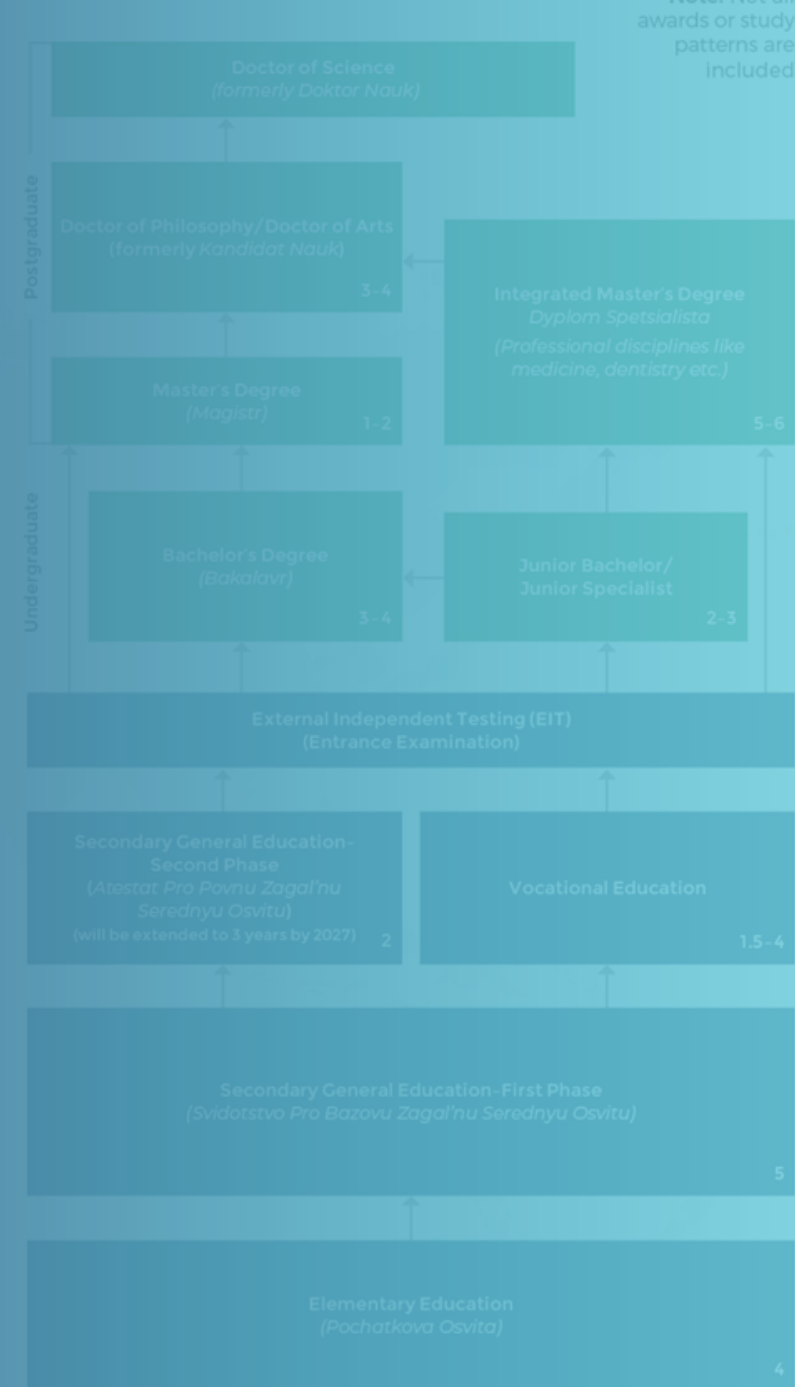 awards or study
patterns are
included
Doctor of Science
(formerly Doktor Nauk)
Postgraduate
Doctor of Philosophy/Doctor of Arts
(formerly Kandidat Nauk)
3-4
Integrated Master's Degree
Dyplom Spetsialista
(Professional disciplines like
medicine, dentistry etc.)
5-6
Master's Degree
(Magistr)
1-2
Undergraduate
Bachelor's Degree
(Bakalavr)
3-4
Junior Bachelor/
Junior Specialist
2-3
External Independent Testing (EIT)
(Entrance Examination)
Secondary General Education–
Second Phase
(Atestat Pro Povnu Zagal'nu
Serednyu Osvitu)
(will be extended to 3 years by 2027)
2
Vocational Education
1.5-4
Secondary General Education–First Phase
(Svidotstvo Pro Bazovu Zagal'nu Serednyu Osvitu)
5
Elementary Education
(Pochatkova Osvita)
4